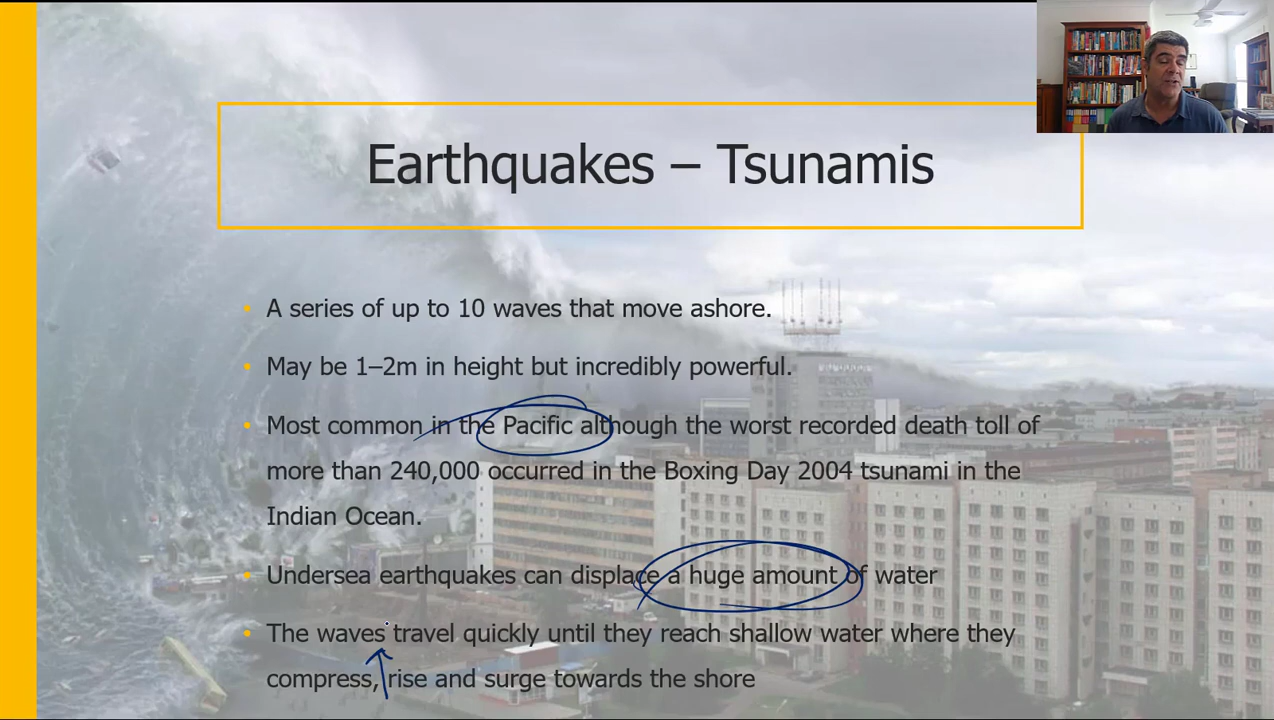 Earthquakes – Tsunamis
• A series of up to 10 waves that move ashore.
• May be 1–2m in height but incredibly powerful.
• Most common in the Pacific although the worst recorded death toll of
more than 240,000 occurred in the Boxing Day 2004 tsunami in the
Indian Ocean.
• Undersea earthquakes can displace a huge amount of water
• The waves travel quickly until they reach shallow water where they
compress, rise and surge towards the shore